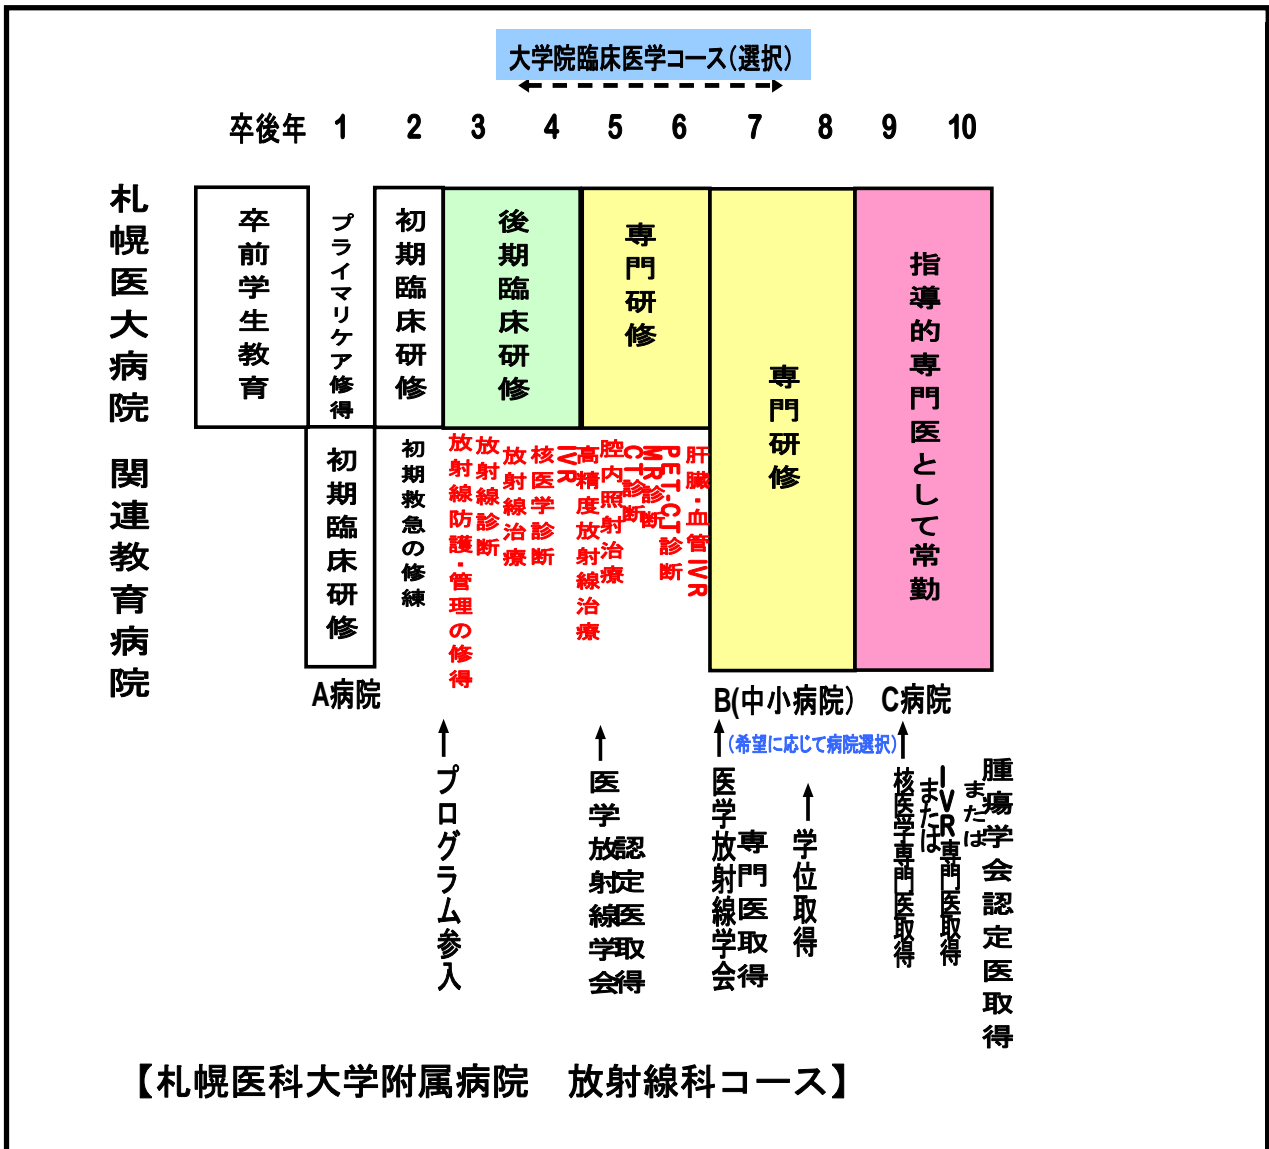 大学院臨床医学コース（選択）
卒後年 1 2 3 4 5 6 7 8 9 10
札幌医大病院
関連教育病院
卒前学生教育
プライマリケア修得
初期臨床研修
後期臨床研修
専門研修
専門研修
指導的専門医として常勤
初期臨床研修
初期救急の修練
放射線防護・管理の修得
放射線診断
放射線治療
核医学診断
IVR
高精度放射線治療
腔内照射治療
CT診断
MR診断
PET-CT診断
肝臓・血管IVR
A病院
B(中小病院）
C病院
（希望に応じて病院選択）
プログラム参入
医学放射線学会
認定医取得
医学放射線学会
専門医取得
学位取得
核医学専門医取得
または
IVR専門医取得
または
腫瘍学会認定医取得
【札幌医科大学附属病院　放射線科コース】